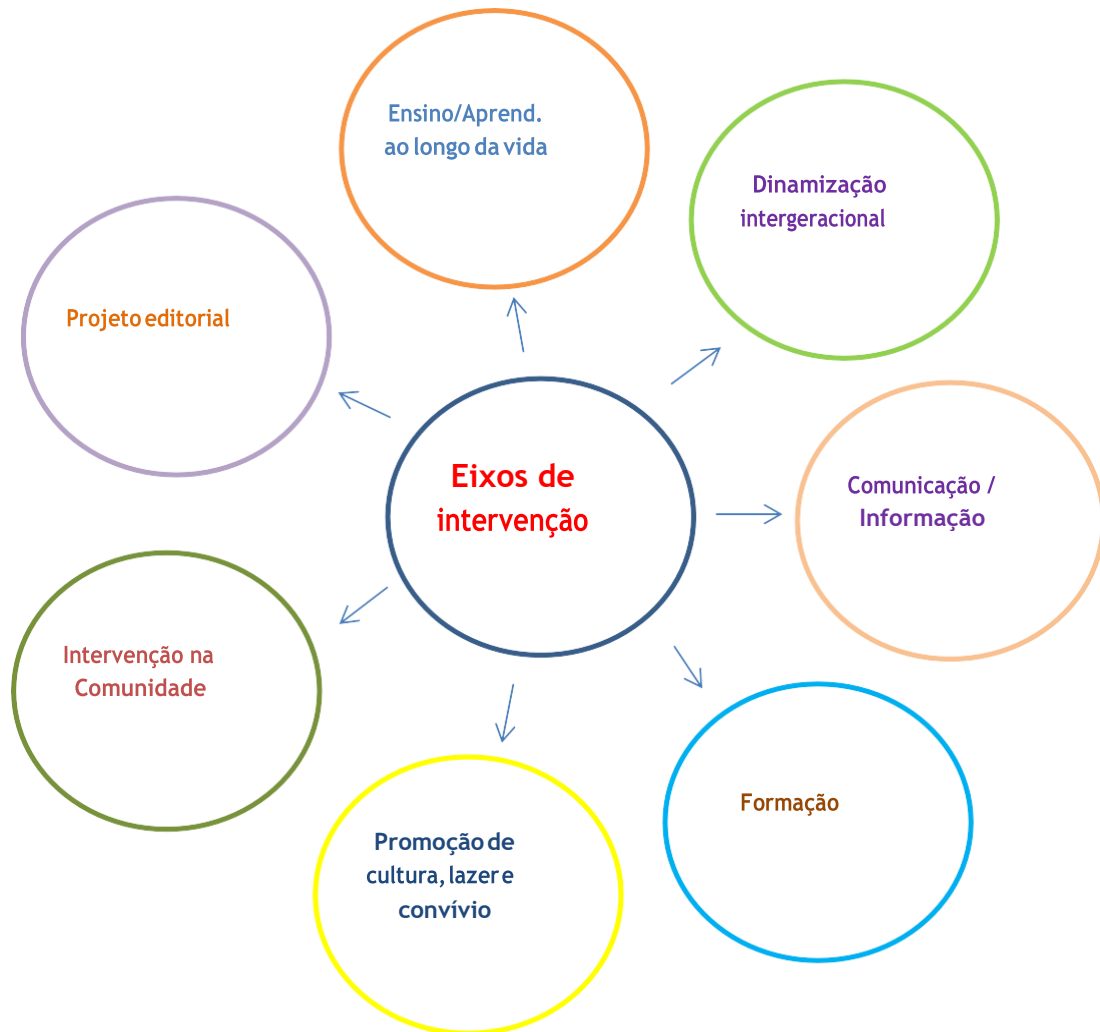 Ensino/Aprend.
ao longo da vida
Dinamização
intergeracional
Projeto editorial
Eixos de
intervenção
Comunicação /
Informação
Intervenção na
Comunidade
Formação
Promoção de
cultura, lazer e
convívio